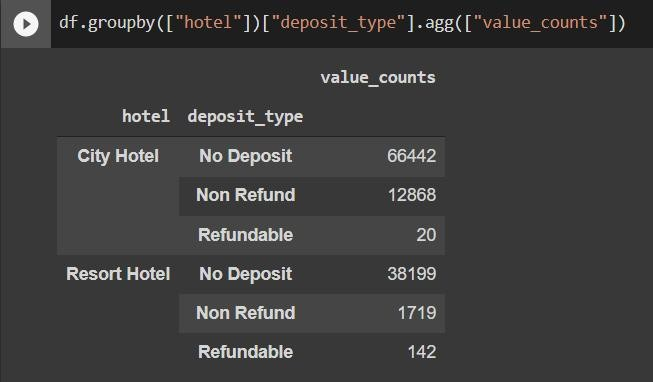 df.groupby(["hotel"])["deposit_type"].agg(["value_counts"])
value_counts
hotel deposit_type
City Hotel No Deposit 66442
Non Refund 12868
Refundable 20
Resort Hotel No Deposit 38199
Non Refund 1719
Refundable 142